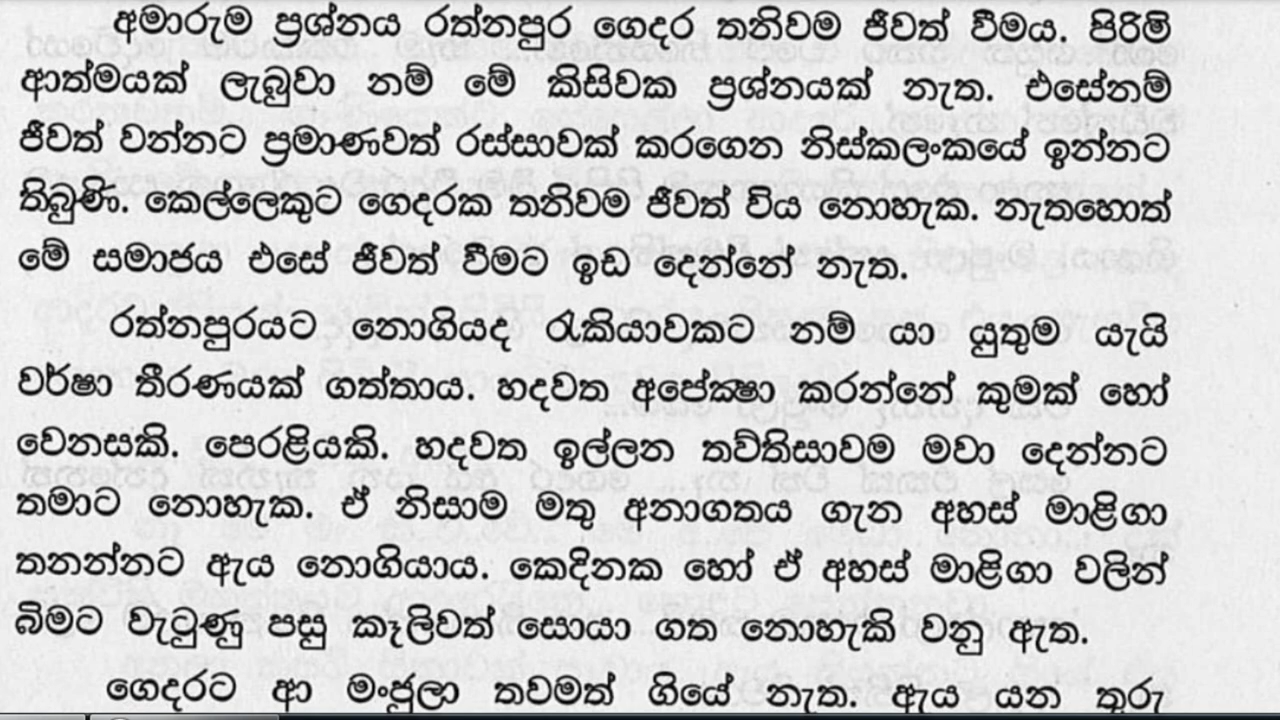 අමාරුම ප්‍රශ්නය රත්නපුර ගෙදර තනිවම ජීවත් වීමය. පිරිමි
ආත්මයක් ලැබුවා නම් මේ කිසිවක ප්‍රශ්නයක් නැත. එසේනම්
ජීවත් වන්නට ප්‍රමාණවත් රස්සාවක් කරගෙන නිස්කලංකයේ ඉන්නට
තිබුණි. කෙල්ලෙකුට ගෙදරක තනිවම ජීවත් විය නොහැක. නැතහොත්
මේ සමාජය එසේ ජීවත් වීමට ඉඩ දෙන්නේ නැත.
රත්නපුරයට නොගියද රැකියාවකට නම් යා යුතුම යැයි
වර්ෂා තීරණයක් ගත්තාය. හදවත අපේක්‍ෂා කරන්නේ කුමක් හෝ
වෙනසකි. පෙරළියකි. හදවත ඉල්ලන තව්තිසාවම මවා දෙන්නට
තමාට නොහැක. ඒ නිසාම මතු අනාගතය ගැන අහස් මාළිගා
තනන්නට ඇය නොගියාය. කෙදිනක හෝ ඒ අහස් මාළිගා වලින්
බිමට වැටුණු පසු කෑලිවත් සොයා ගත නොහැකි වනු ඇත.
ගෙදරට ආ මංජුලා තවමත් ගියේ නැත. ඇය යන තුරු